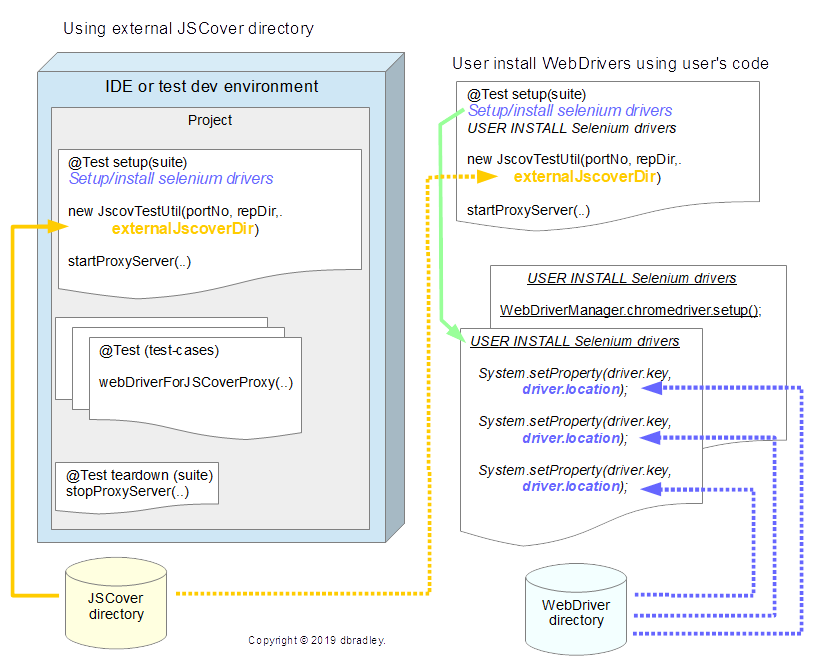 Using external JSCover directory
IDE or test dev environment
Project
@Test setup(suite)
Setup/install selenium drivers
new JscovTestUtil(portNo, repDir,.
externalJscoverDir)
startProxyServer(..)
@Test (test-cases)
webDriverForJSCoverProxy(..)
@Test teardown (suite)
stopProxyServer(..)
JSCover
directory
User install WebDrivers using user's code
@Test setup(suite)
Setup/install selenium drivers
USER INSTALL Selenium drivers
new JscovTestUtil(portNo, repDir,.
externalJscoverDir)
startProxyServer(..)
USER INSTALL Selenium drivers
WebDriverManager.chromedriver.setup();
USER INSTALL Selenium drivers
System.setProperty(driver.key,
driver.location);
System.setProperty(driver.key,
driver.location);
System.setProperty(driver.key,
driver.location);
WebDriver
directory
Copyright © 2019 dbradley.